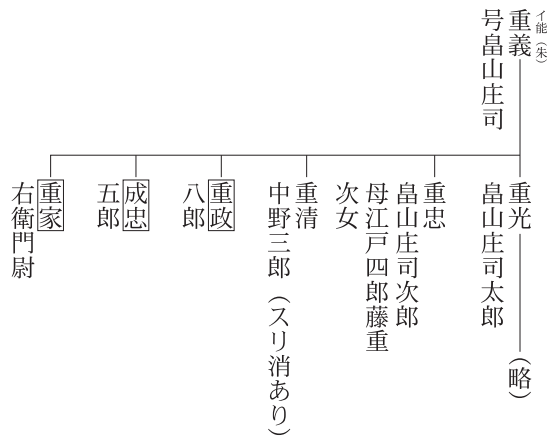 重義
イ能（朱）
号畠山庄司
重光
（略）
畠山庄司太郎
重忠
畠山庄司次郎
母江戸四郎藤重
次女
重清
中野三郎（スリ消あり）
重政
八郎
成忠
五郎
重家
右衛門尉